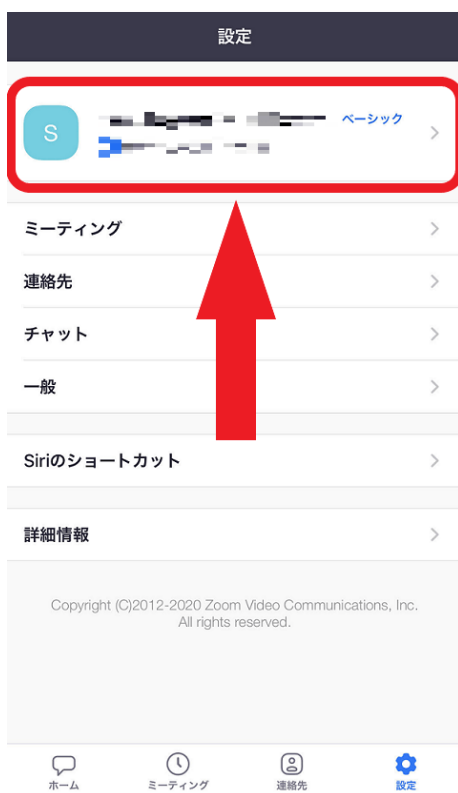 設定
S
ベーシック
ミーティング
連絡先
チャット
一般
Siriのショートカット
詳細情報
Copyright (C)2012-2020 Zoom Video Communications, Inc.
All rights reserved.
ホーム
ミーティング
連絡先
設定